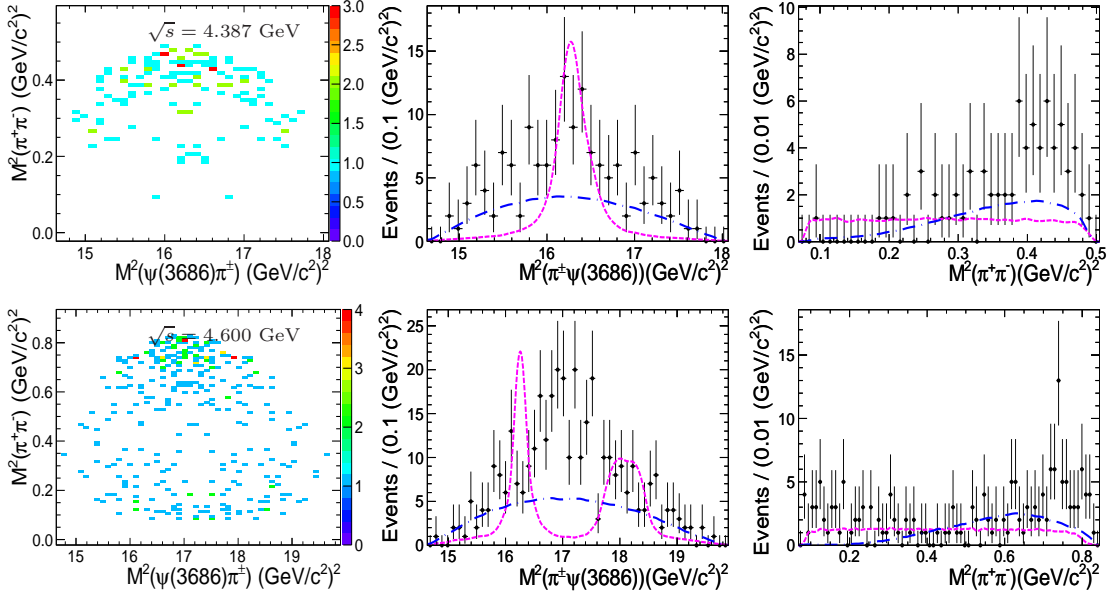 √s = 4.387 GeV
M²(π⁺π⁻) (GeV/c²)²
0.0
0.2
0.4
15 16 17 18
M²(ψ(3686)π^±) (GeV/c²)²
0.0
0.5
1.0
1.5
2.0
2.5
3.0
Events / (0.1 (GeV/c²)²
0
5
10
15
15 16 17 18
M²(π^±ψ(3686))(GeV/c²)²
Events / (0.01 (GeV/c²)²
0
2
4
6
8
10
0.1 0.2 0.3 0.4 0.5
M²(π⁺π⁻)(GeV/c²)²
√s = 4.600 GeV
M²(π⁺π⁻) (GeV/c²)²
0.0
0.2
0.4
0.6
0.8
15 16 17 18 19
M²(ψ(3686)π^±) (GeV/c²)²
0
1
2
3
4
Events / (0.1 (GeV/c²)²
0
5
10
15
20
25
15 16 17 18 19
M²(π^±ψ(3686))(GeV/c²)²
Events / (0.01 (GeV/c²)²
0
5
10
15
0.2 0.4 0.6 0.8
M²(π⁺π⁻)(GeV/c²)²